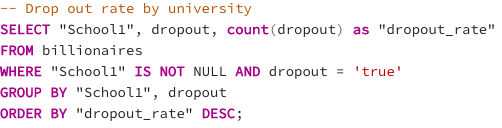 -- Drop out rate by university
SELECT "School1", dropout, count(dropout) as "dropout_rate"
FROM billionaires
WHERE "School1" IS NOT NULL AND dropout = 'true'
GROUP BY "School1", dropout
ORDER BY "dropout_rate" DESC;